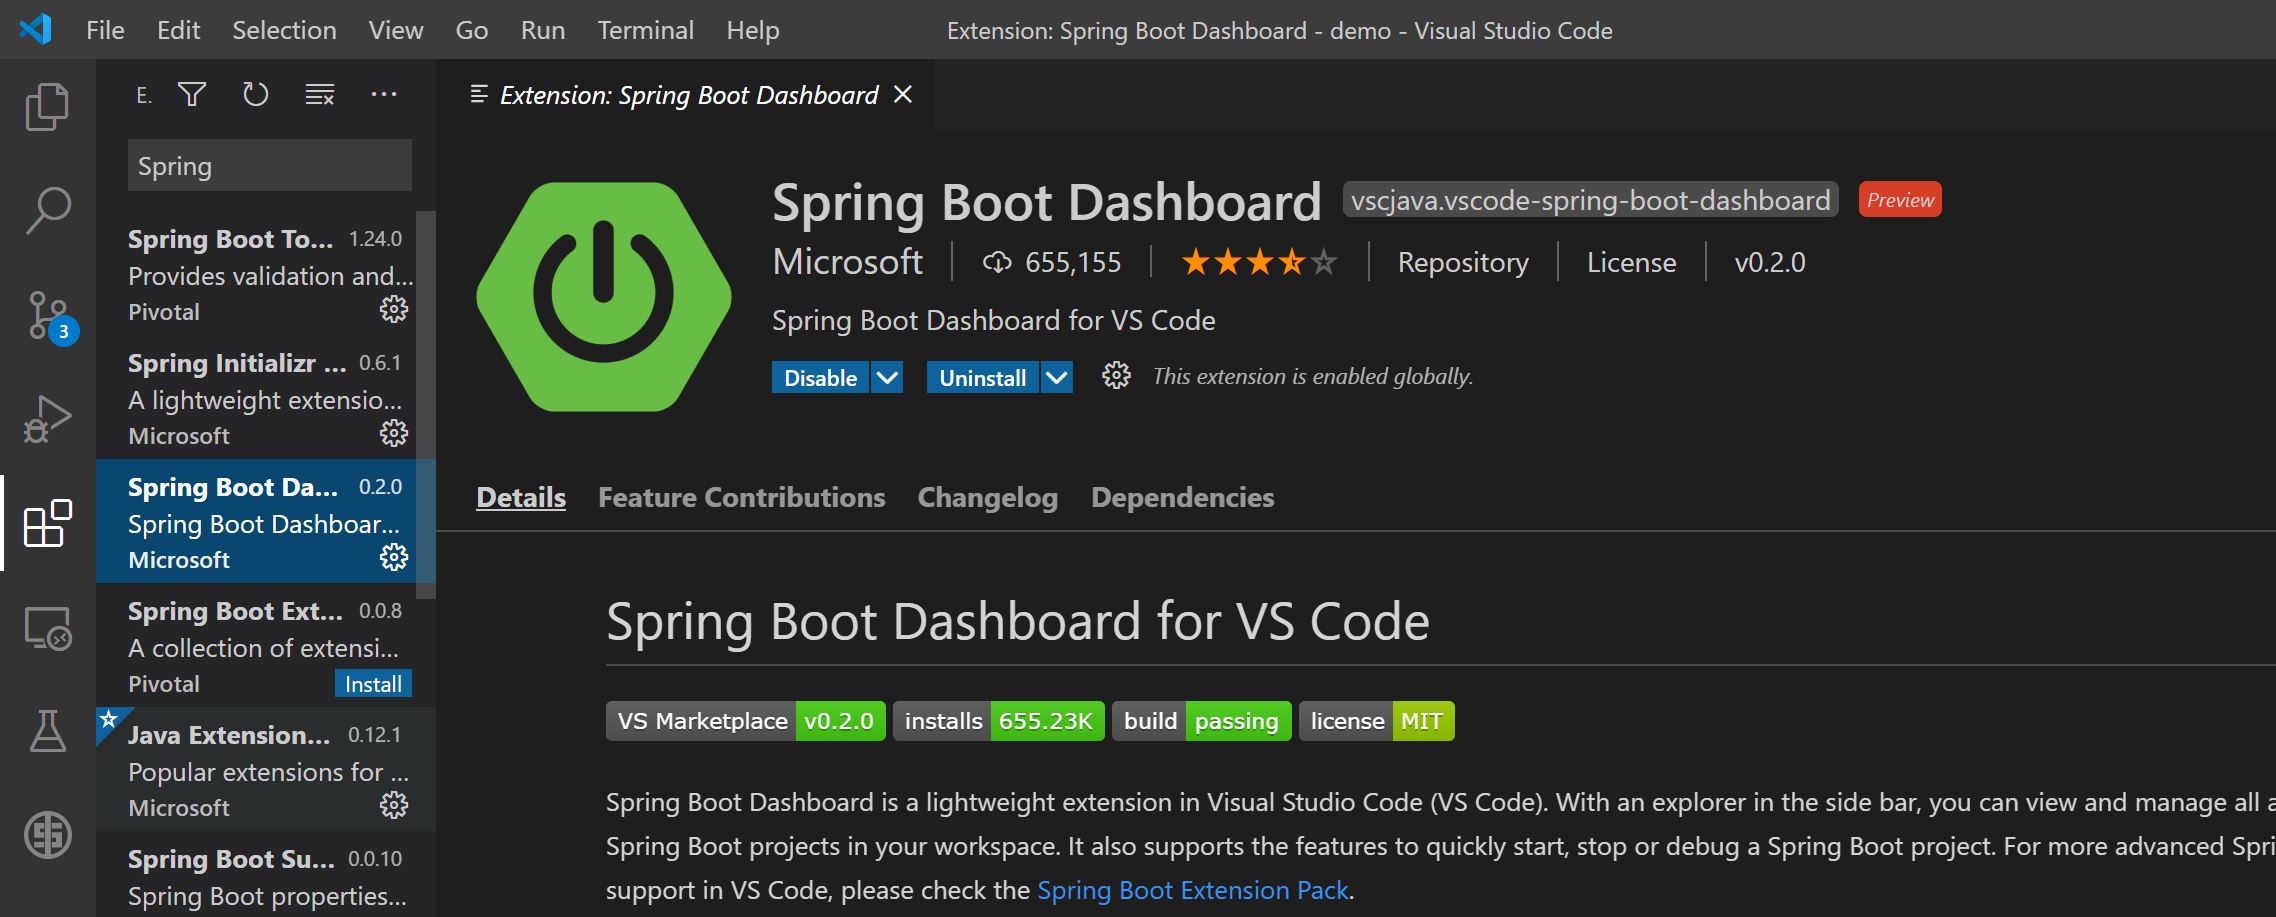 File Edit Selection View Go Run Terminal Help
Extension: Spring Boot Dashboard - demo - Visual Studio Code
E.
Spring
Spring Boot To... 1.24.0
Provides validation and...
Pivotal
Spring Initializr ... 0.6.1
A lightweight extensio...
Microsoft
Spring Boot Da... 0.2.0
Spring Boot Dashboar...
Microsoft
Spring Boot Ext... 0.0.8
A collection of extensi...
Pivotal Install
Java Extension... 0.12.1
Popular extensions for ...
Microsoft
Spring Boot Su... 0.0.10
Spring Boot properties...
3
Extension: Spring Boot Dashboard
Spring Boot Dashboard vscjava.vscode-spring-boot-dashboard Preview
Microsoft 655,155 Repository License v0.2.0
Spring Boot Dashboard for VS Code
Disable Uninstall This extension is enabled globally.
Details Feature Contributions Changelog Dependencies
Spring Boot Dashboard for VS Code
VS Marketplace v0.2.0 installs 655.23K build passing license MIT
Spring Boot Dashboard is a lightweight extension in Visual Studio Code (VS Code). With an explorer in the side bar, you can view and manage all a
Spring Boot projects in your workspace. It also supports the features to quickly start, stop or debug a Spring Boot project. For more advanced Spri
support in VS Code, please check the Spring Boot Extension Pack.